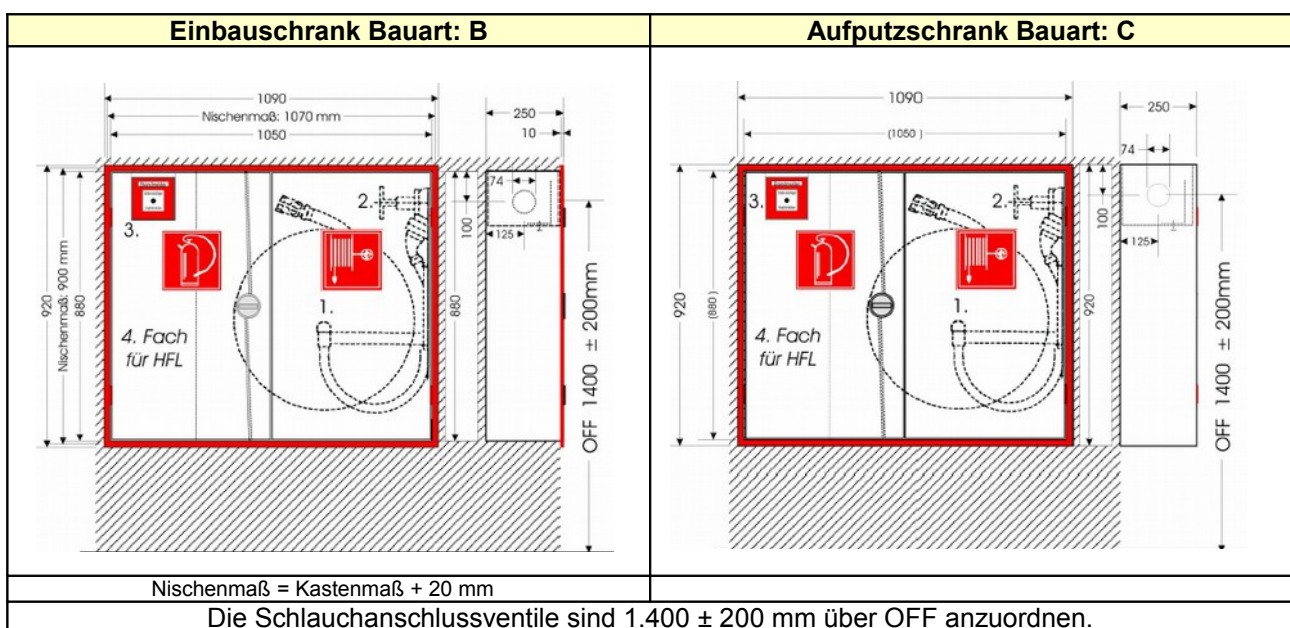 Einbauschrank Bauart: B
Aufputzschrank Bauart: C
1090
Nischenmaß: 1070 mm
1050
250
10
74
2.
3.
100
125
920
Nischenmaß: 900 mm
880
1.
4. Fach
für HFL
880
OFF 1400 ± 200mm
1090
(1050 )
250
74
2.
3.
100
125
920
(880 )
1.
4. Fach
für HFL
920
OFF 1400 ± 200mm
Nischenmaß = Kastenmaß + 20 mm
Die Schlauchanschlussventile sind 1.400 ± 200 mm über OFF anzuordnen.